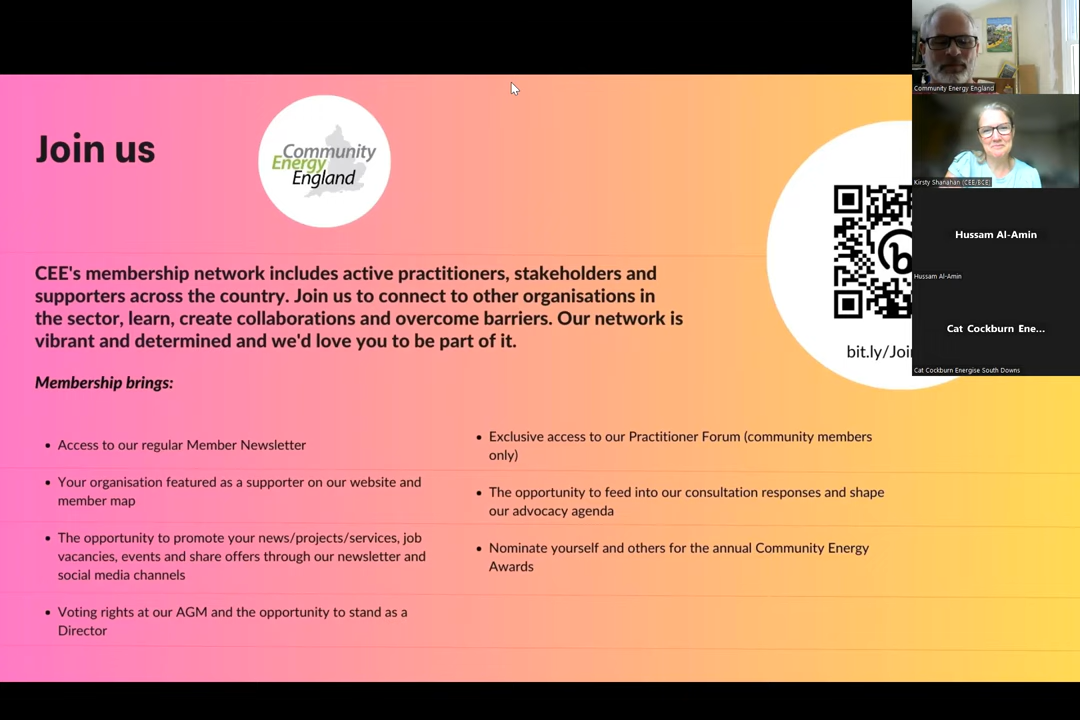 Join us
Community
Energy
England
CEE's membership network includes active practitioners, stakeholders and
supporters across the country. Join us to connect to other organisations in
the sector, learn, create collaborations and overcome barriers. Our network is
vibrant and determined and we'd love you to be part of it.
Membership brings:
• Access to our regular Member Newsletter
• Your organisation featured as a supporter on our website and
member map
• The opportunity to promote your news/projects/services, job
vacancies, events and share offers through our newsletter and
social media channels
• Voting rights at our AGM and the opportunity to stand as a
Director
• Exclusive access to our Practitioner Forum (community members
only)
• The opportunity to feed into our consultation responses and shape
our advocacy agenda
• Nominate yourself and others for the annual Community Energy
Awards
b
bit.ly/Joi
Community Energy England
Kirsty Shanahan (CEE/BCE)
Hussam Al-Amin
Hussam Al-Amin
Cat Cockburn Ene...
Cat Cockburn Energise South Downs